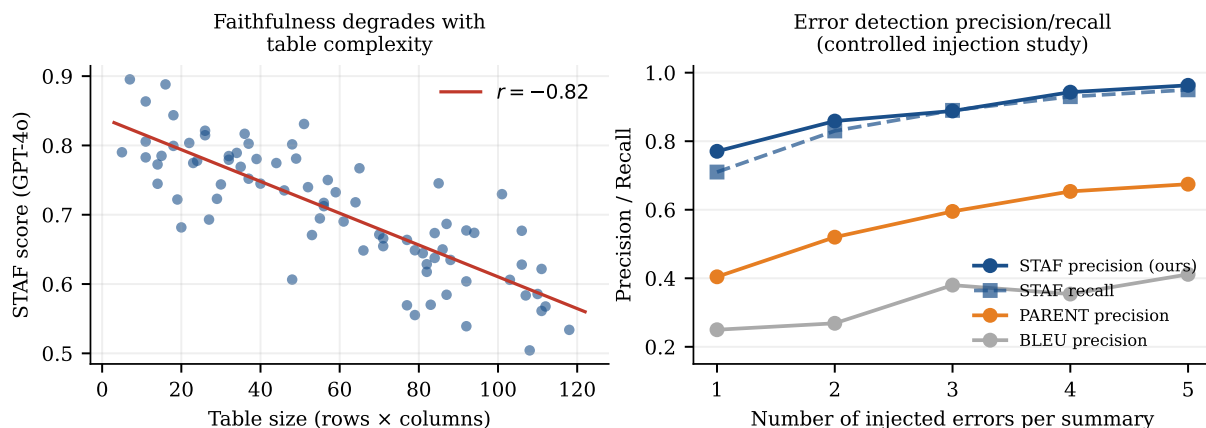 Faithfulness degrades with
table complexity
STAF score (GPT-4o)
0.9
0.8
0.7
0.6
0.5
r = −0.82
0 20 40 60 80 100 120
Table size (rows × columns)
Error detection precision/recall
(controlled injection study)
Precision / Recall
1.0
0.8
0.6
0.4
0.2
STAF precision (ours)
STAF recall
PARENT precision
BLEU precision
1 2 3 4 5
Number of injected errors per summary